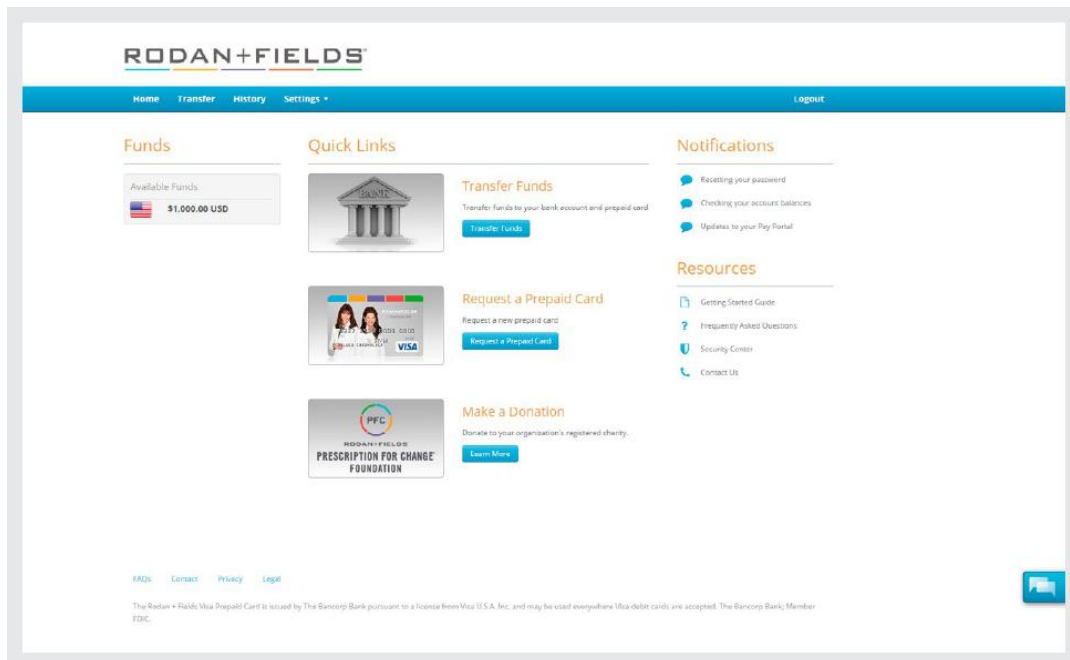 RODAN+FIELDS
Home Transfer History Settings Logout
Funds
Available Funds
$1,000.00 USD
Quick Links
BANK
Transfer Funds
Transfer funds to your bank account and prepaid card
Transfer Funds
RODAN+FIELDS
VISA
Request a Prepaid Card
Request a new prepaid card
Request a Prepaid Card
PFC
RODAN+FIELDS
PRESCRIPTION FOR CHANGE
FOUNDATION
Make a Donation
Donate to your organization's registered charity.
Learn More
Notifications
Resetting your password
Checking your account balances
Updates to your Pay Portal
Resources
Getting Started Guide
Frequently Asked Questions
Security Center
Contact Us
FAQs Contact Privacy Legal
The Rodan + Fields Visa Prepaid Card is issued by The Bancorp Bank pursuant to a license from Visa U.S.A. Inc. and may be used everywhere Visa debit cards are accepted. The Bancorp Bank; Member
FDIC.